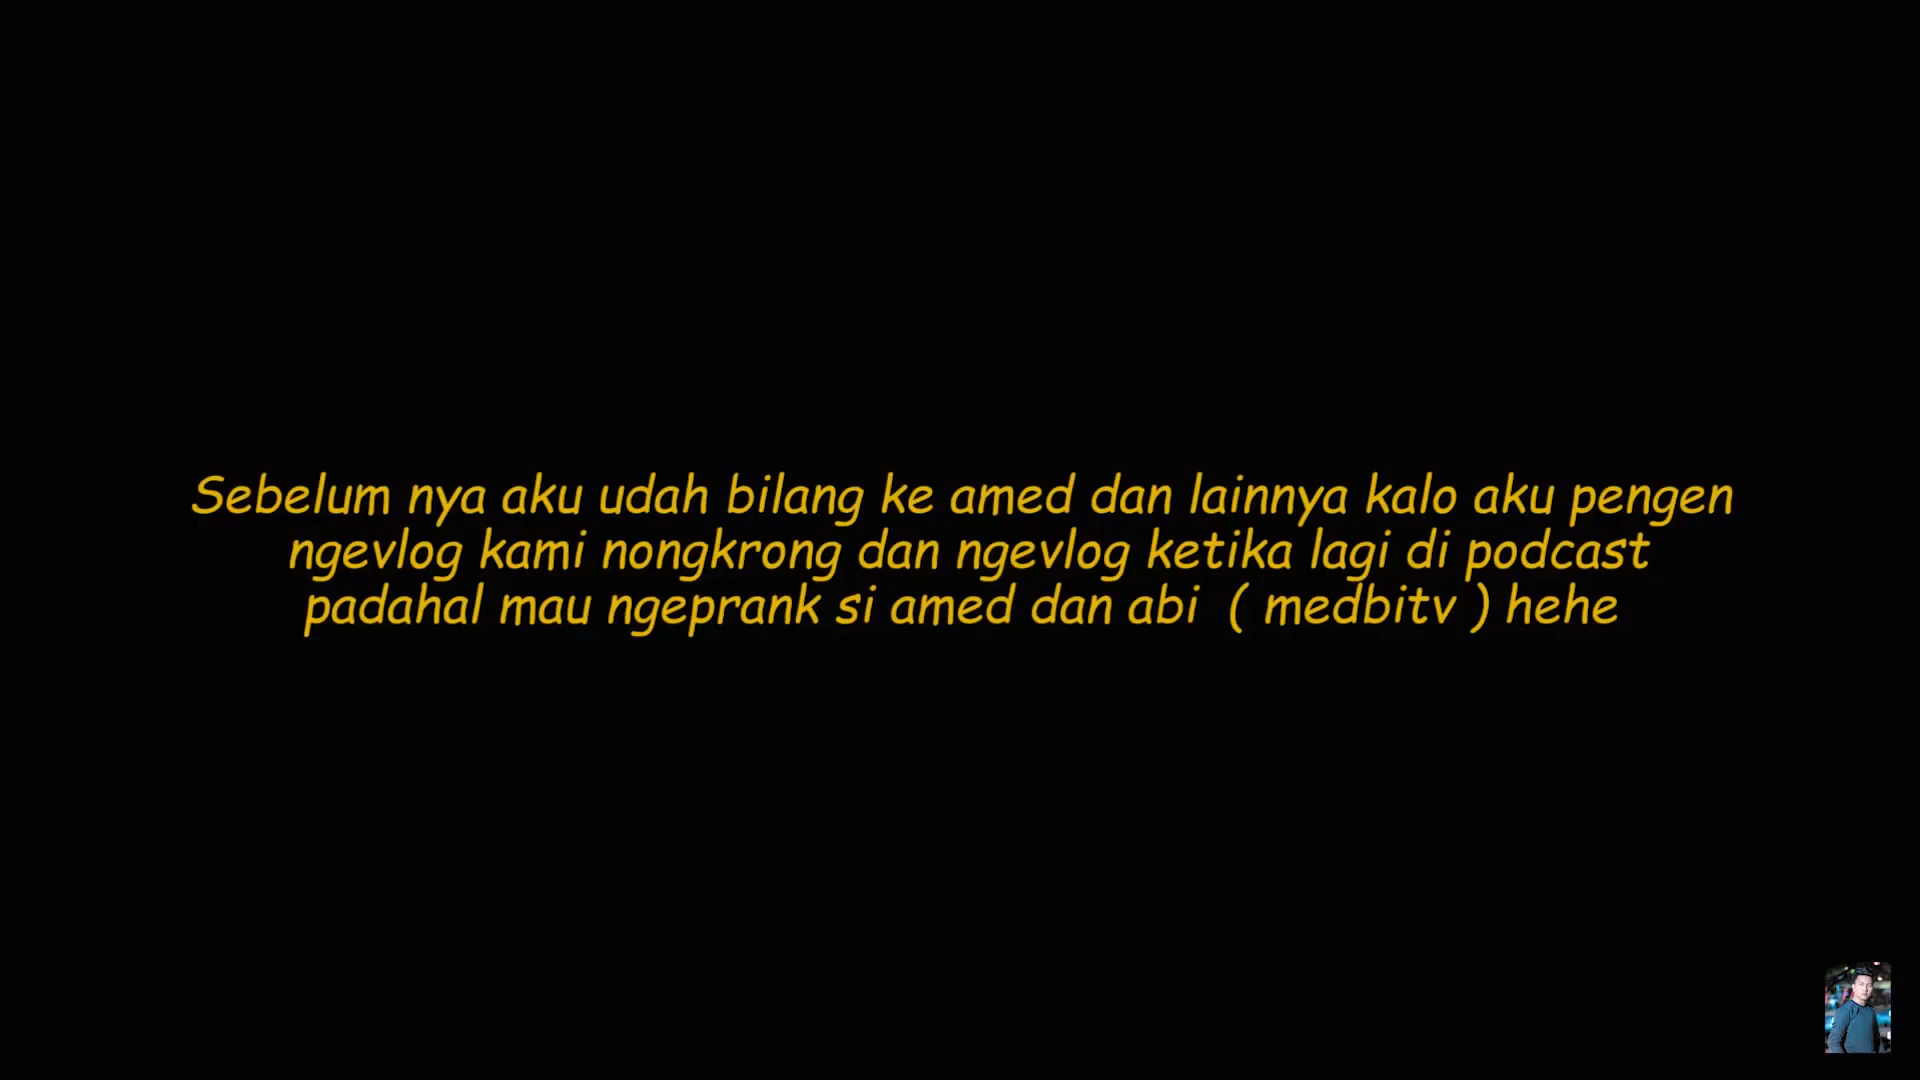 Sebelum nya aku udah bilang ke amed dan lainnya kalo aku pengen
ngevlog kami nongkrong dan ngevlog ketika lagi di podcast
padahal mau ngeprank si amed dan abi ( medbitv ) hehe